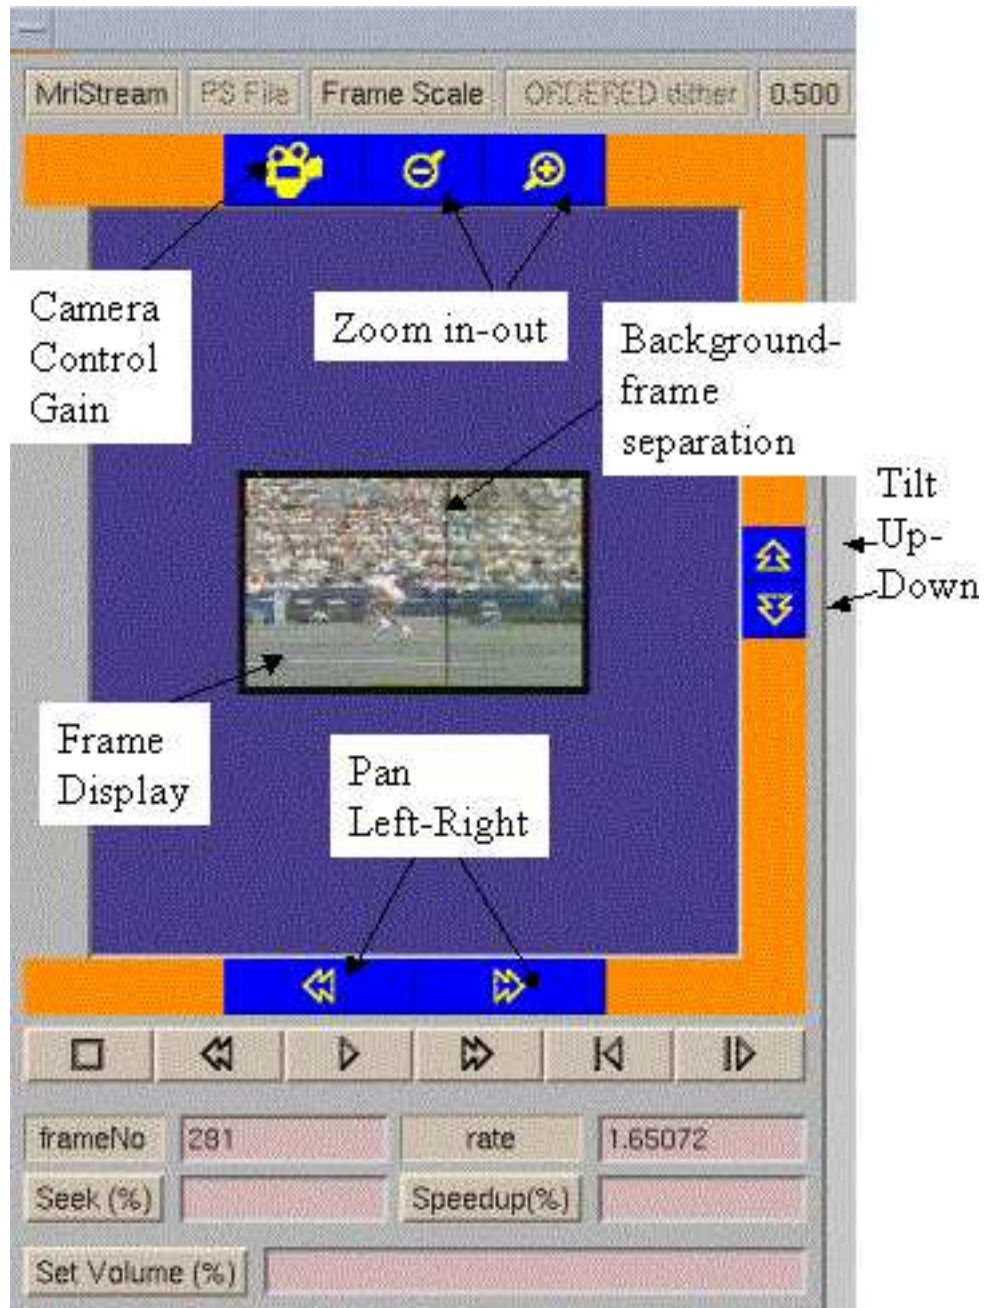 MriStream PS File Frame Scale ORDERED dither 0.500
Camera
Control
Gain
Zoom in-out
Background-
frame
separation
Tilt
Up-
Down
Frame
Display
Pan
Left-Right
frameNo 281 rate 1.65072
Seek (%) Speedup(%)
Set Volume (%)